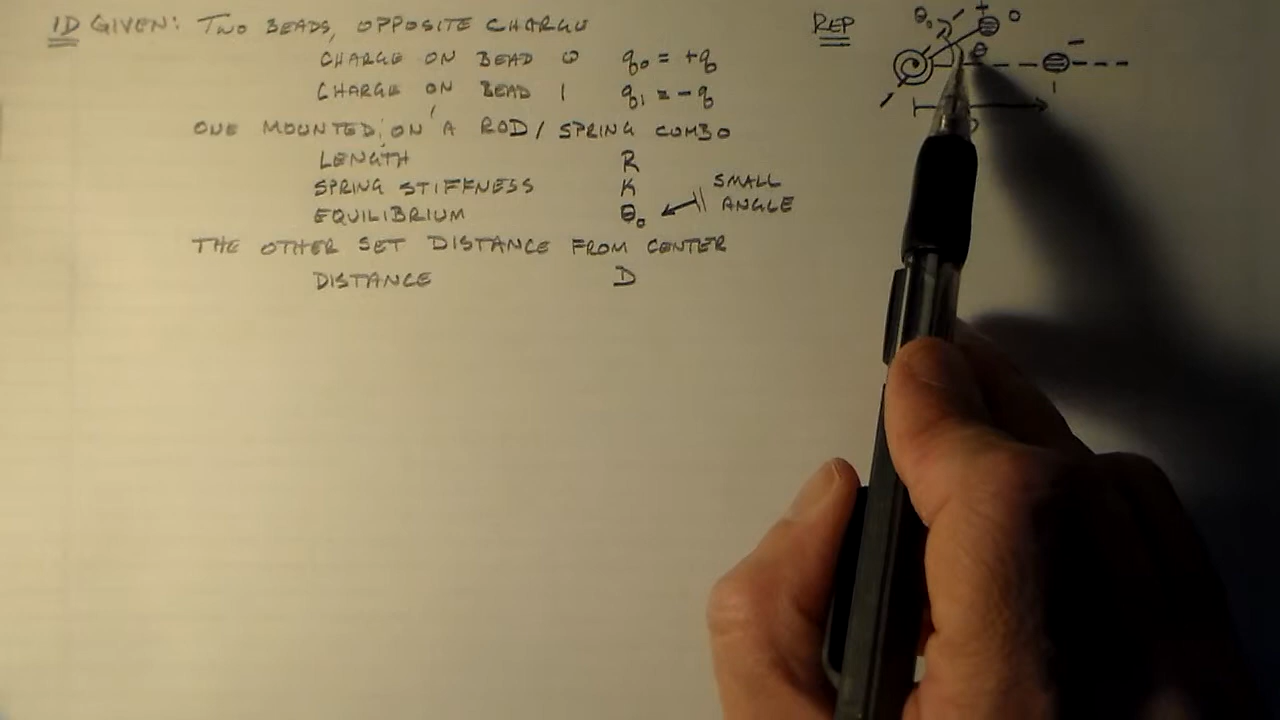 ID GIVEN: TWO BEADS, OPPOSITE CHARGE
CHARGE ON BEAD 0 q₀ = +q
CHARGE ON BEAD 1 q₁ = -q
ONE MOUNTED ON A ROD / SPRING COMBO
LENGTH R
SPRING STIFFNESS K
EQUILIBRIUM θ₀
SMALL
ANGLE
THE OTHER SET DISTANCE FROM CENTER
DISTANCE D
REP
θ₀ + 0
θ
-
1